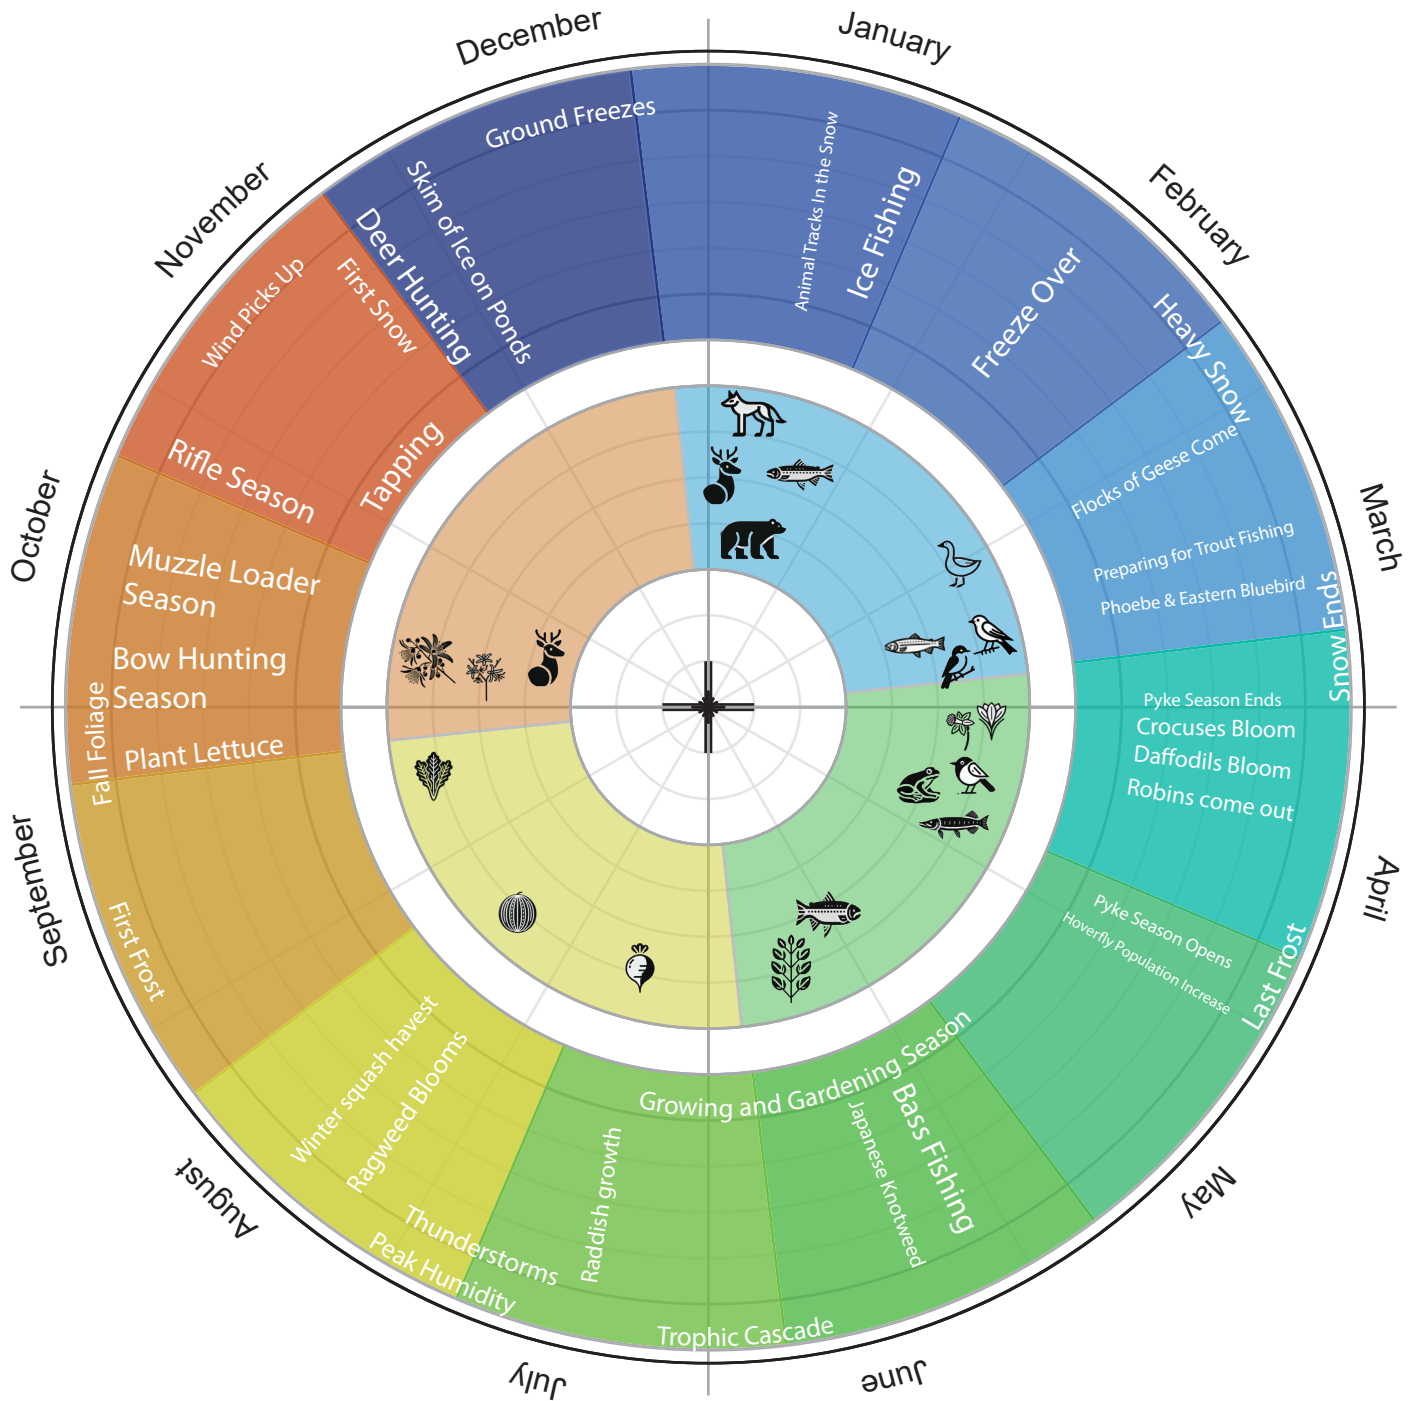 January
Animal Tracks In the Snow
Ice Fishing
February
Freeze Over
Heavy Snow
March
Flocks of Geese Come
Preparing for Trout Fishing
Phoebe & Eastern Bluebird
Snow Ends
April
Pyke Season Ends
Crocuses Bloom
Daffodils Bloom
Robins come out
Last Frost
Pyke Season Opens
Hoverfly Population Increase
May
Growing and Gardening Season
Bass Fishing
Japanese Knotweed
June
Trophic Cascade
Raddish growth
July
Thunderstorms
Peak Humidity
August
Ragweed Blooms
Winter squash havest
September
First Frost
Fall Foliage
Plant Lettuce
Bow Hunting
Season
Muzzle Loader
Season
October
Rifle Season
Tapping
November
Wind Picks Up
First Snow
Deer Hunting
Skim of Ice on Ponds
December
Ground Freezes